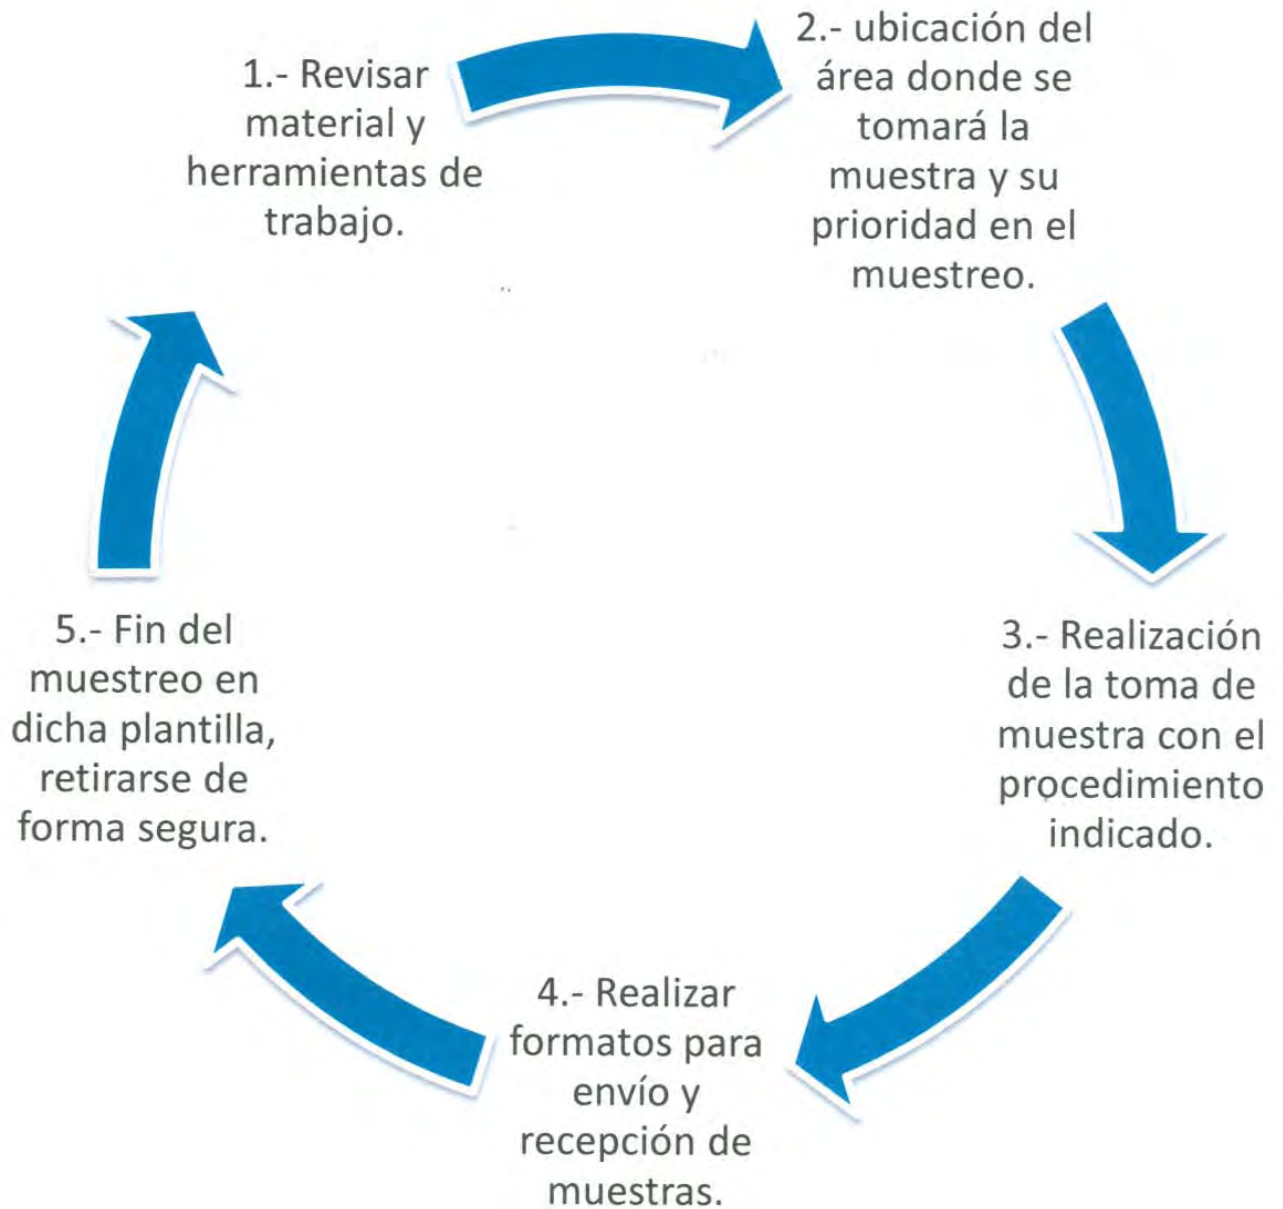 1.- Revisar
material y
herramientas de
trabajo.
2.- ubicación del
área donde se
tomará la
muestra y su
prioridad en el
muestreo.
3.- Realización
de la toma de
muestra con el
procedimiento
indicado.
4.- Realizar
formatos para
envío y
recepción de
muestras.
5.- Fin del
muestreo en
dicha plantilla,
retirarse de
forma segura.